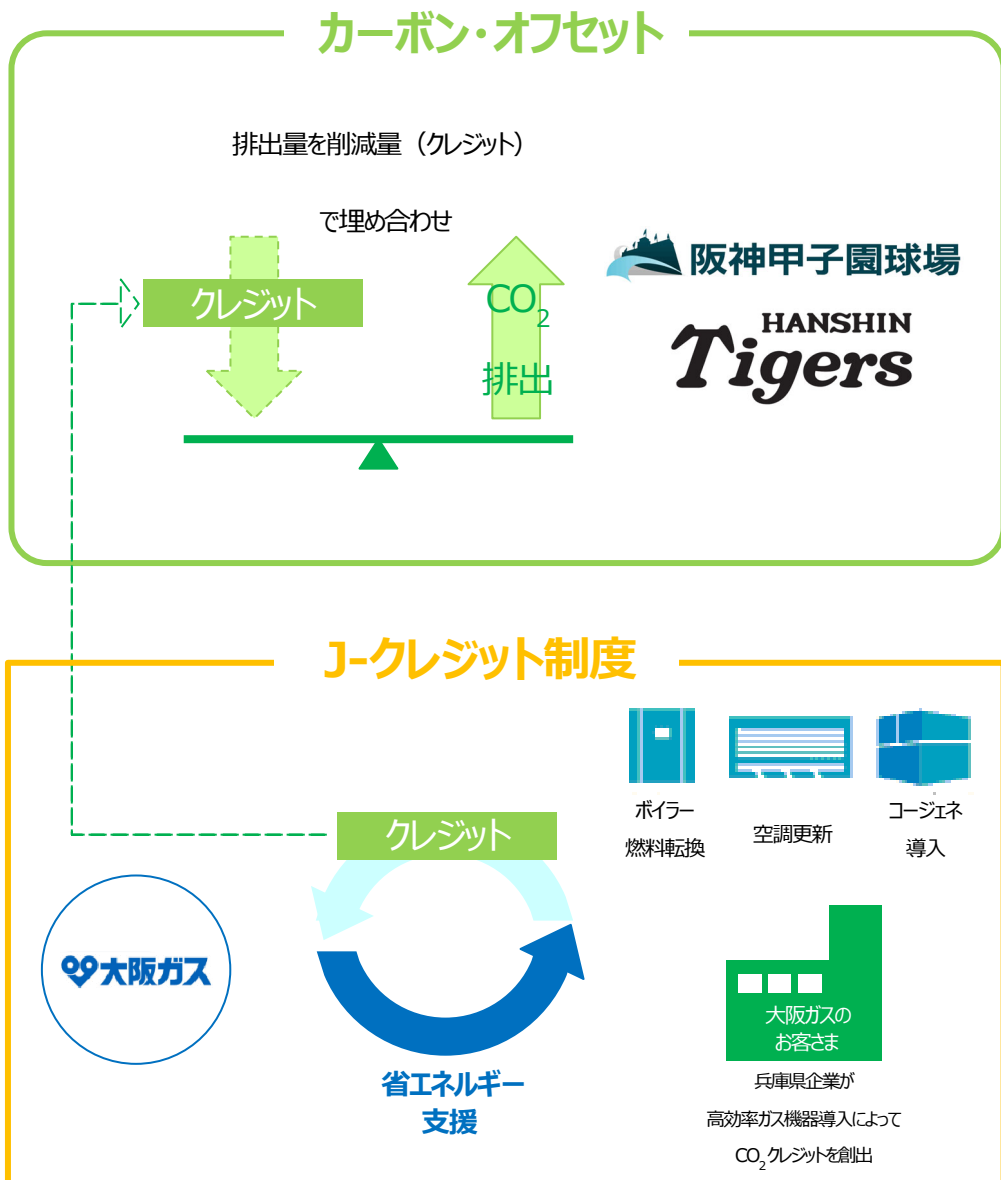 カーボン・オフセット
排出量を削減量（クレジット）
で埋め合わせ
クレジット
CO2
排出
阪神甲子園球場
HANSHIN
Tigers
J-クレジット制度
ボイラー
燃料転換
空調更新
コージェネ
導入
クレジット
大阪ガス
省エネルギー
支援
大阪ガスの
お客さま
兵庫県企業が
高効率ガス機器導入によって
CO2クレジットを創出